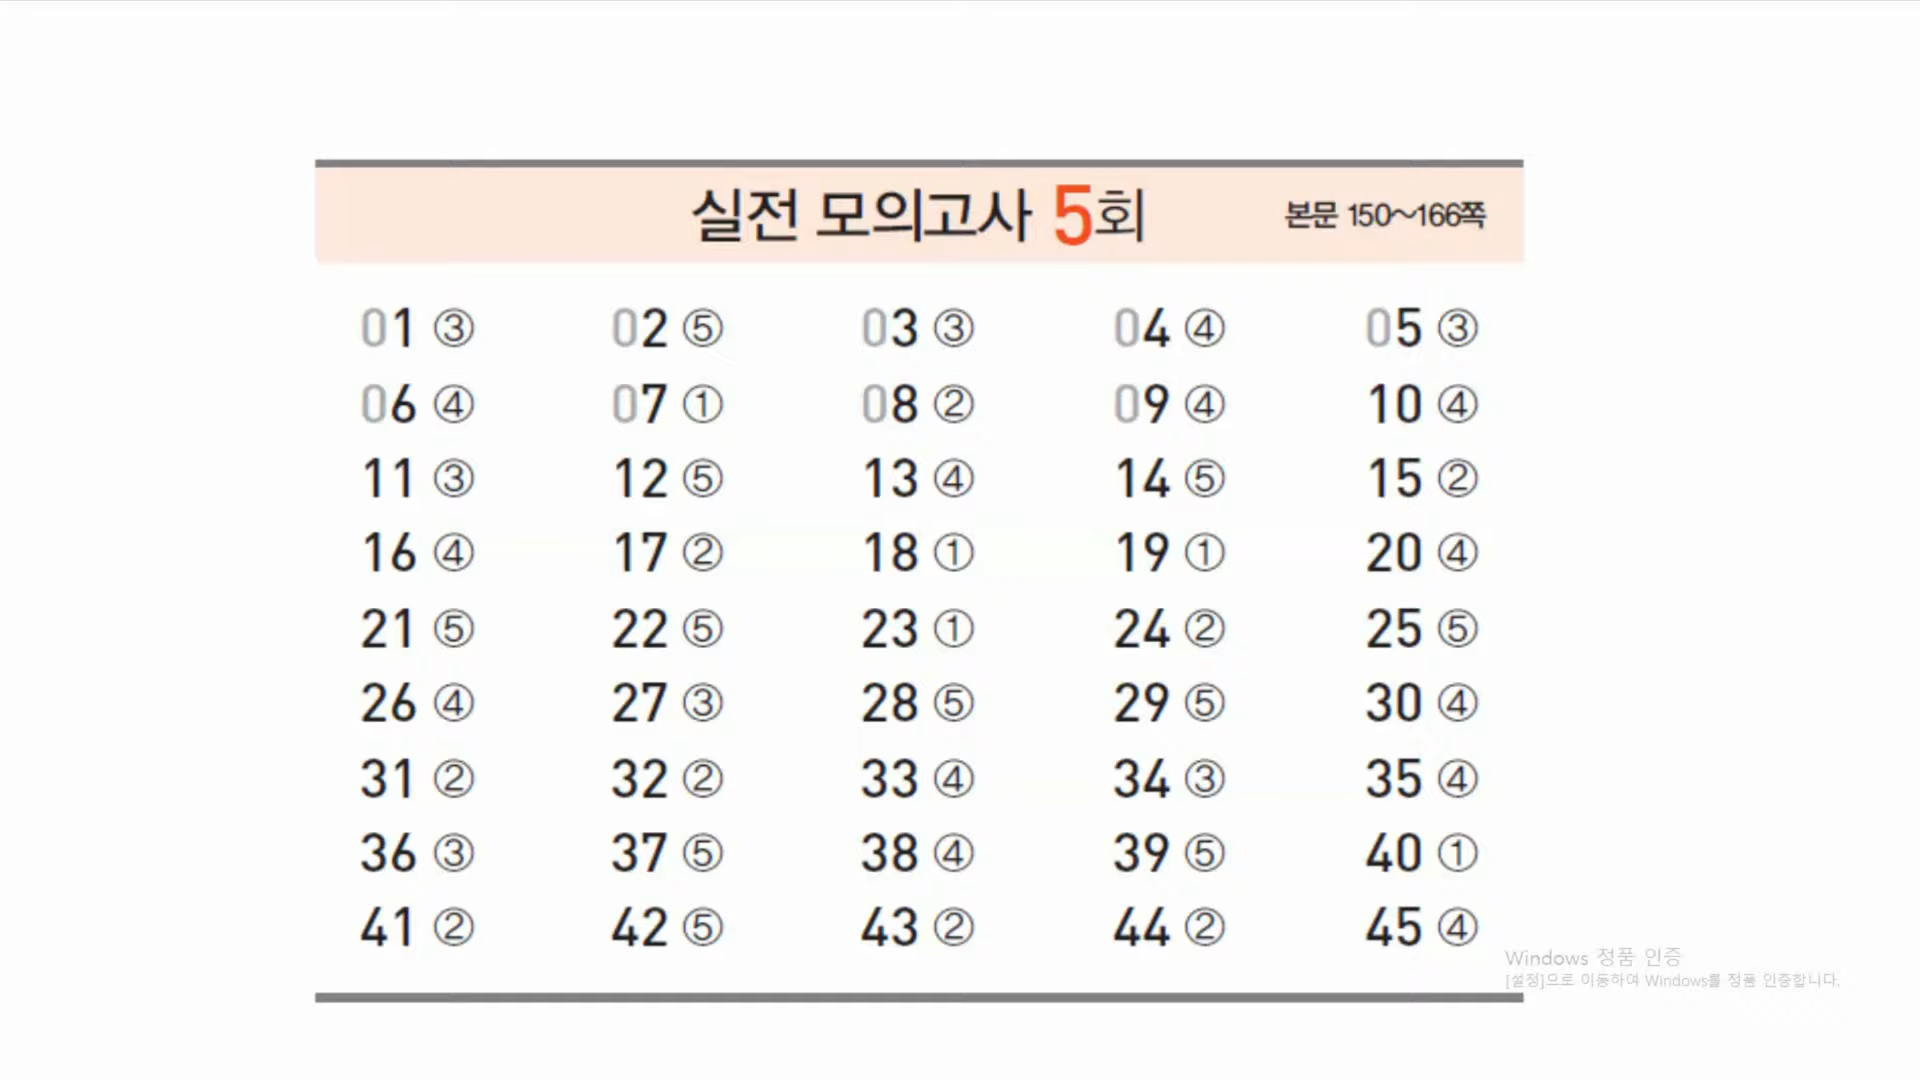 실전 모의고사 5회 본문 150~166쪽
01 ③ 02 ⑤ 03 ③ 04 ④ 05 ③
06 ④ 07 ① 08 ② 09 ④ 10 ④
11 ③ 12 ⑤ 13 ④ 14 ⑤ 15 ②
16 ④ 17 ② 18 ① 19 ① 20 ④
21 ⑤ 22 ⑤ 23 ① 24 ② 25 ⑤
26 ④ 27 ③ 28 ⑤ 29 ⑤ 30 ④
31 ② 32 ② 33 ④ 34 ③ 35 ④
36 ③ 37 ⑤ 38 ④ 39 ⑤ 40 ①
41 ② 42 ⑤ 43 ② 44 ② 45 ④
Windows 정품 인증
[설정]으로 이동하여 Windows를 정품 인증합니다.